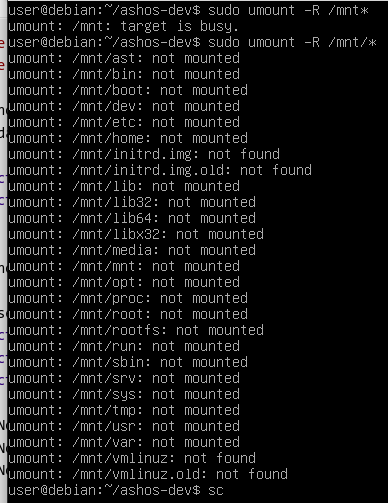 user@debian:~/ashos-dev$ sudo umount -R /mnt*
umount: /mnt: target is busy.
user@debian:~/ashos-dev$ sudo umount -R /mnt/*
umount: /mnt/ast: not mounted
umount: /mnt/bin: not mounted
umount: /mnt/boot: not mounted
umount: /mnt/dev: not mounted
umount: /mnt/etc: not mounted
umount: /mnt/home: not mounted
umount: /mnt/initrd.img: not found
umount: /mnt/initrd.img.old: not found
umount: /mnt/lib: not mounted
umount: /mnt/lib32: not mounted
umount: /mnt/lib64: not mounted
umount: /mnt/libx32: not mounted
umount: /mnt/media: not mounted
umount: /mnt/mnt: not mounted
umount: /mnt/opt: not mounted
umount: /mnt/proc: not mounted
umount: /mnt/root: not mounted
umount: /mnt/rootfs: not mounted
umount: /mnt/run: not mounted
umount: /mnt/sbin: not mounted
umount: /mnt/srv: not mounted
umount: /mnt/sys: not mounted
umount: /mnt/tmp: not mounted
umount: /mnt/usr: not mounted
umount: /mnt/var: not mounted
umount: /mnt/vmlinuz: not found
umount: /mnt/vmlinuz.old: not found
user@debian:~/ashos-dev$ sc